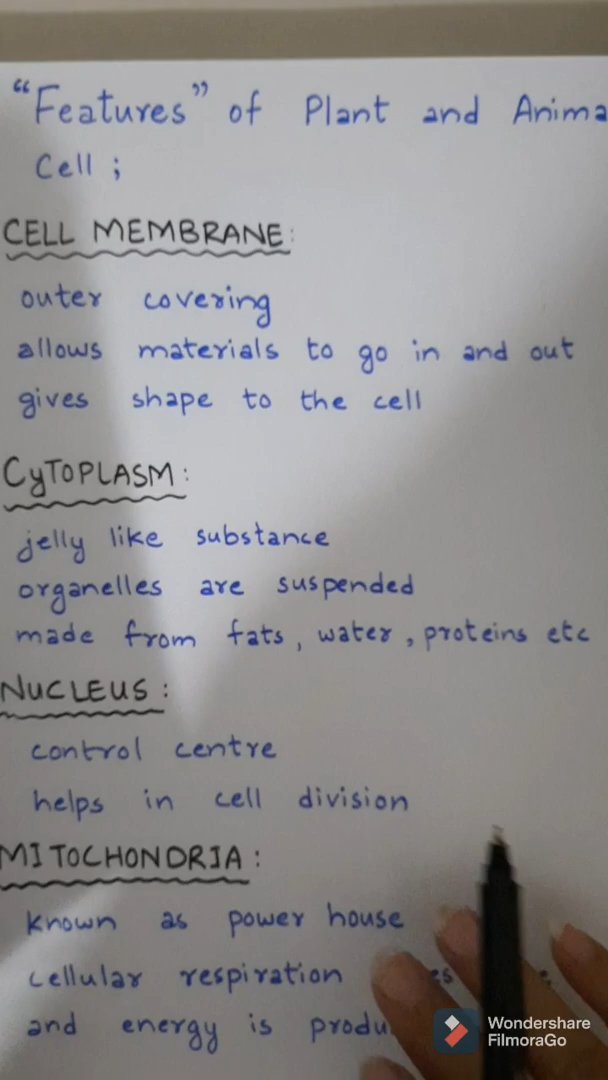 "Features" of Plant and Anima
Cell ;
CELL MEMBRANE:
outer covering
allows materials to go in and out
gives shape to the cell
CyTOPLASM:
jelly like substance
organelles are suspended
made from fats, water, proteins etc
NUCLEUS:
control centre
helps in cell division
MITOCHONDRIA:
known as power house
cellular respiration
and energy is produ
Wondershare
FilmoraGo